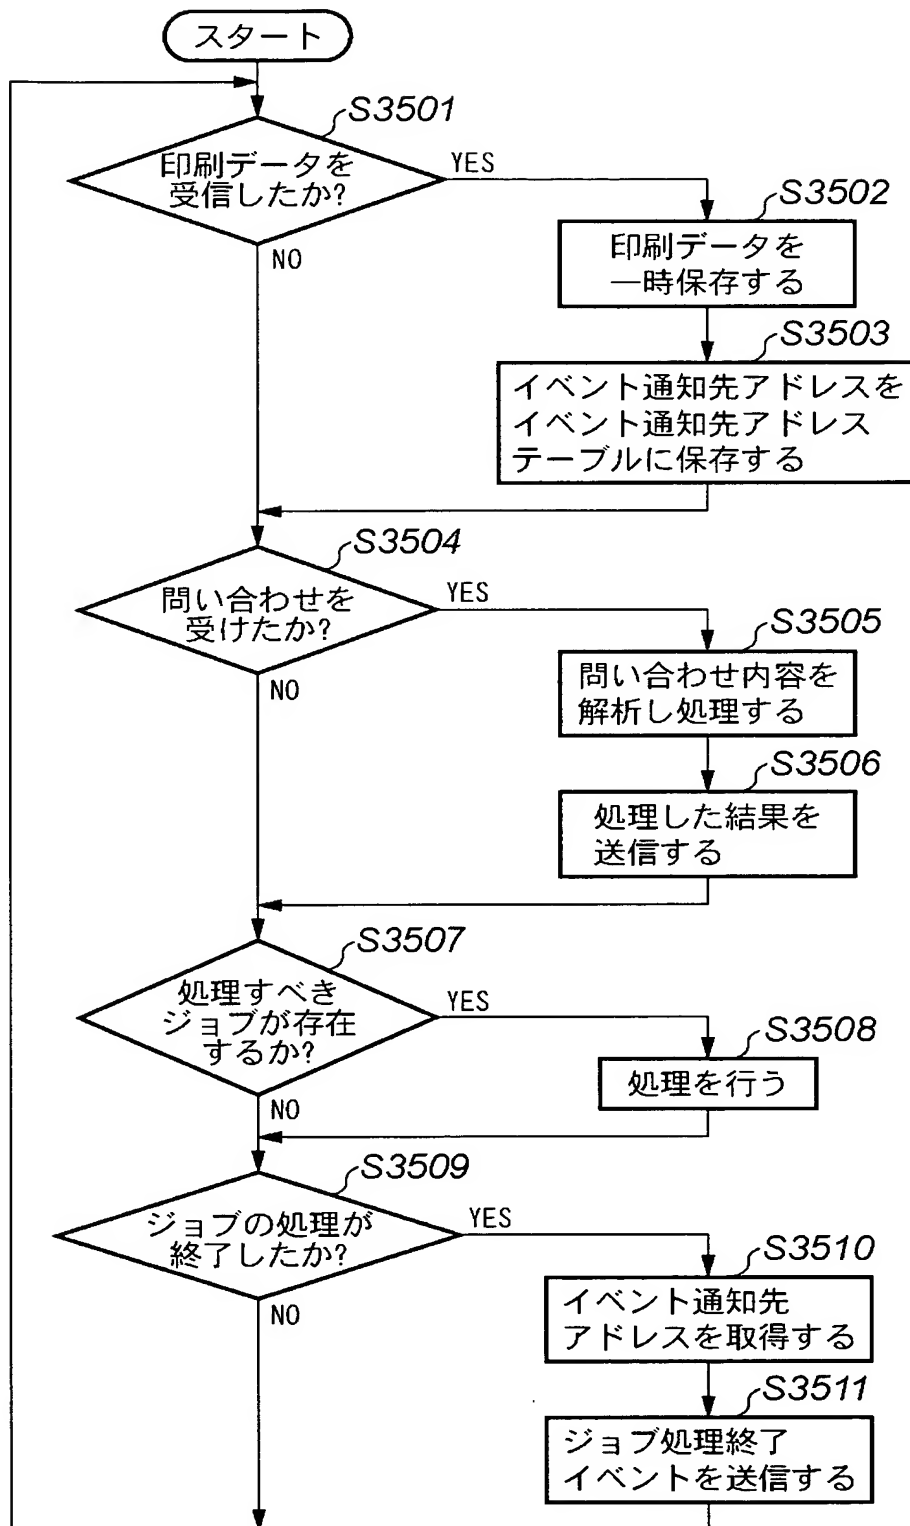 スタート
S3501
印刷データを
受信したか?
YES
NO
S3502
印刷データを
一時保存する
S3503
イベント通知先アドレスを
イベント通知先アドレス
テーブルに保存する
S3504
問い合わせを
受けたか?
YES
NO
S3505
問い合わせ内容を
解析し処理する
S3506
処理した結果を
送信する
S3507
処理すべき
ジョブが存在
するか?
YES
NO
S3508
処理を行う
S3509
ジョブの処理が
終了したか?
YES
NO
S3510
イベント通知先
アドレスを取得する
S3511
ジョブ処理終了
イベントを送信する